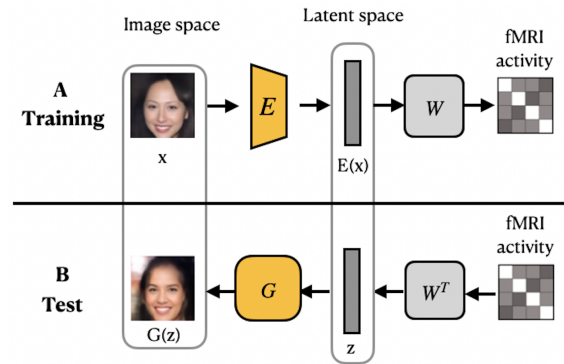 Image space
Latent space
fMRI
activity
A
Training
E
W
x
E(x)
B
Test
fMRI
activity
G
W^T
G(z)
z